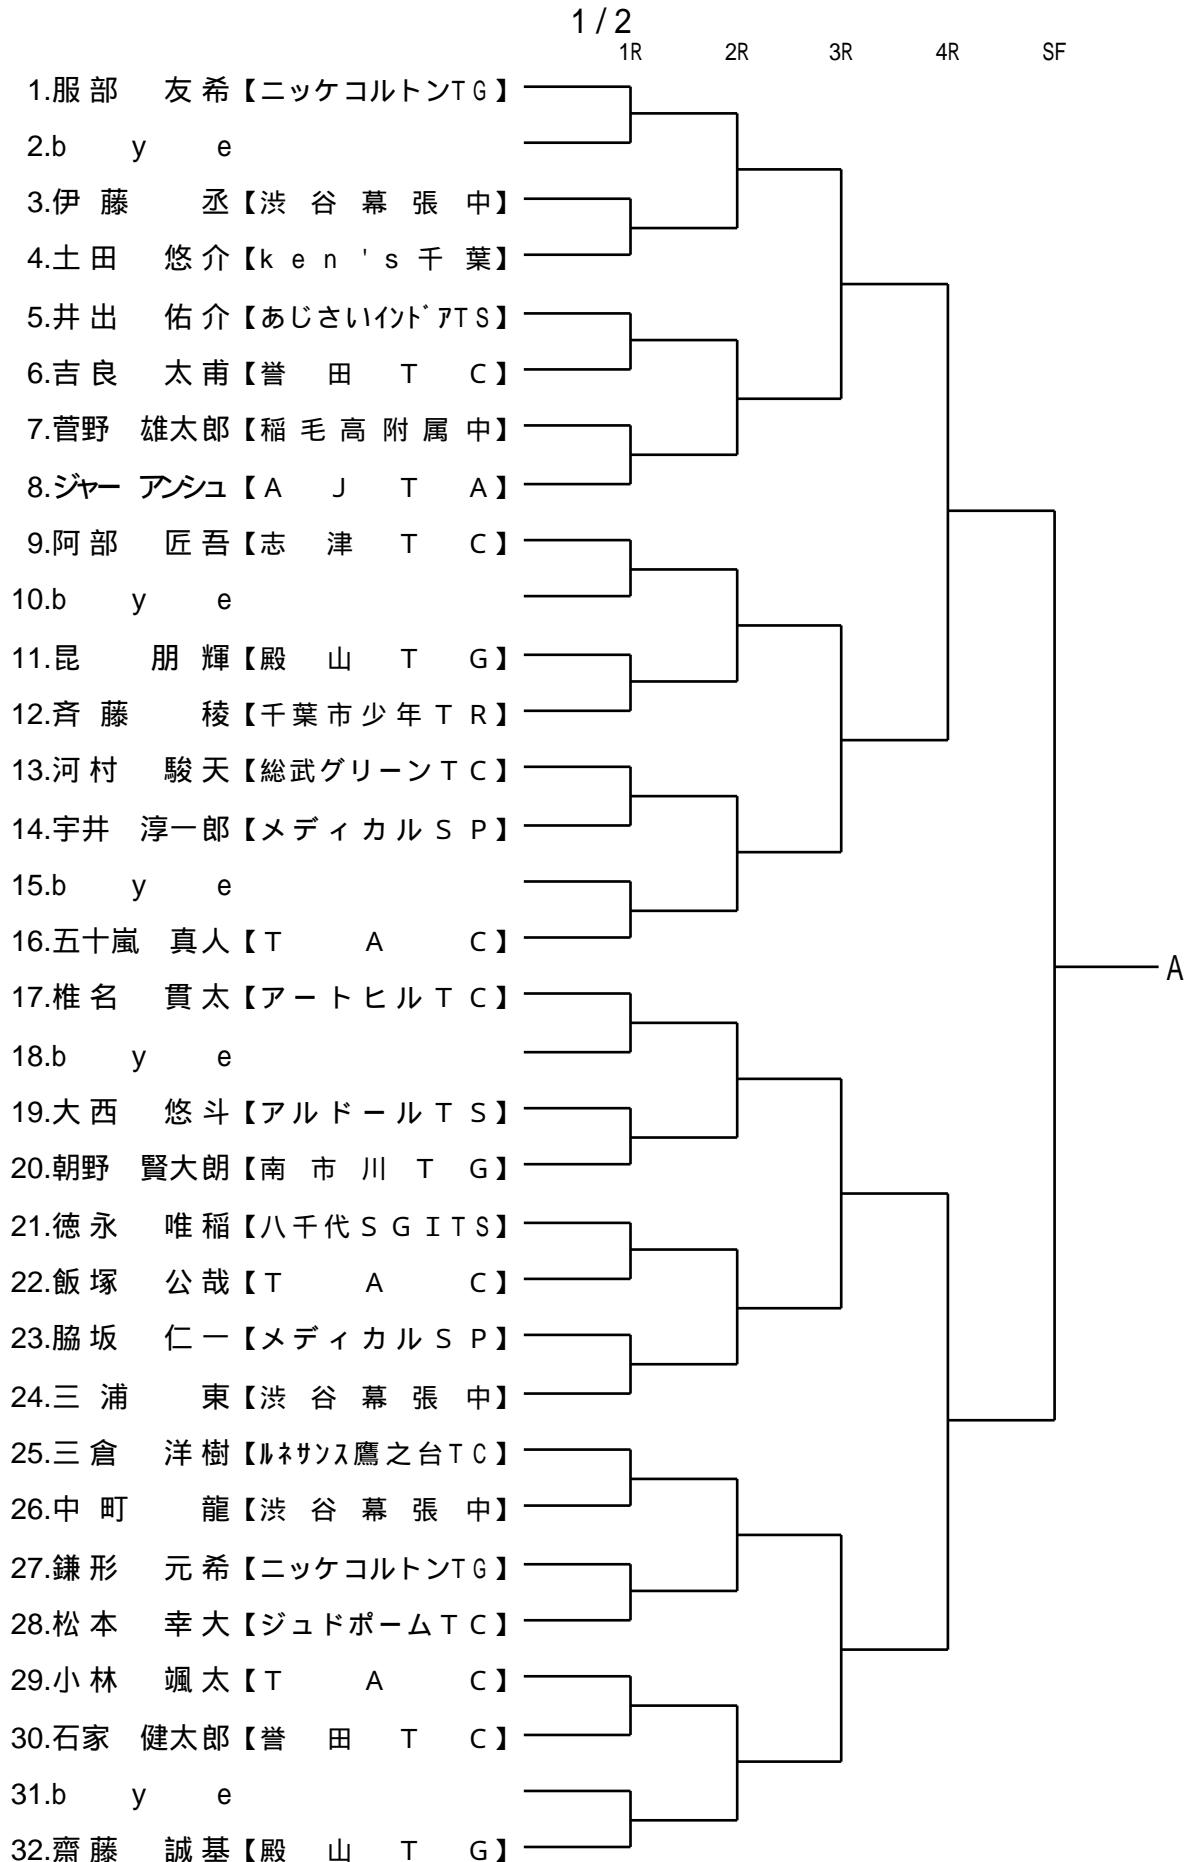 1 / 2
1R 2R 3R 4R SF
1.服部 友希【ニッケコルトンTG】
2.b y e
3.伊藤 丞【渋谷幕張中】
4.土田 悠介【ken's千葉】
5.井出 佑介【あじさいｲﾝﾄﾞｱTS】
6.吉良 太甫【誉田TC】
7.菅野 雄太郎【稲毛高附属中】
8.ジャー アンシュ【AJTA】
9.阿部 匠吾【志津TC】
10.b y e
11.昆 朋輝【殿山TG】
12.斉藤 稜【千葉市少年TR】
13.河村 駿天【総武グリーンTC】
14.宇井 淳一郎【メディカルSP】
15.b y e
16.五十嵐 真人【TAC】
A
17.椎名 貫太【アートヒルTC】
18.b y e
19.大西 悠斗【アルドールTS】
20.朝野 賢大朗【南市川TG】
21.徳永 唯稲【八千代SGITS】
22.飯塚 公哉【TAC】
23.脇坂 仁一【メディカルSP】
24.三浦 東【渋谷幕張中】
25.三倉 洋樹【ﾙﾈｻﾝｽ鷹之台TC】
26.中町 龍【渋谷幕張中】
27.鎌形 元希【ニッケコルトンTG】
28.松本 幸大【ジュドポームTC】
29.小林 颯太【TAC】
30.石家 健太郎【誉田TC】
31.b y e
32.齋藤 誠基【殿山TG】